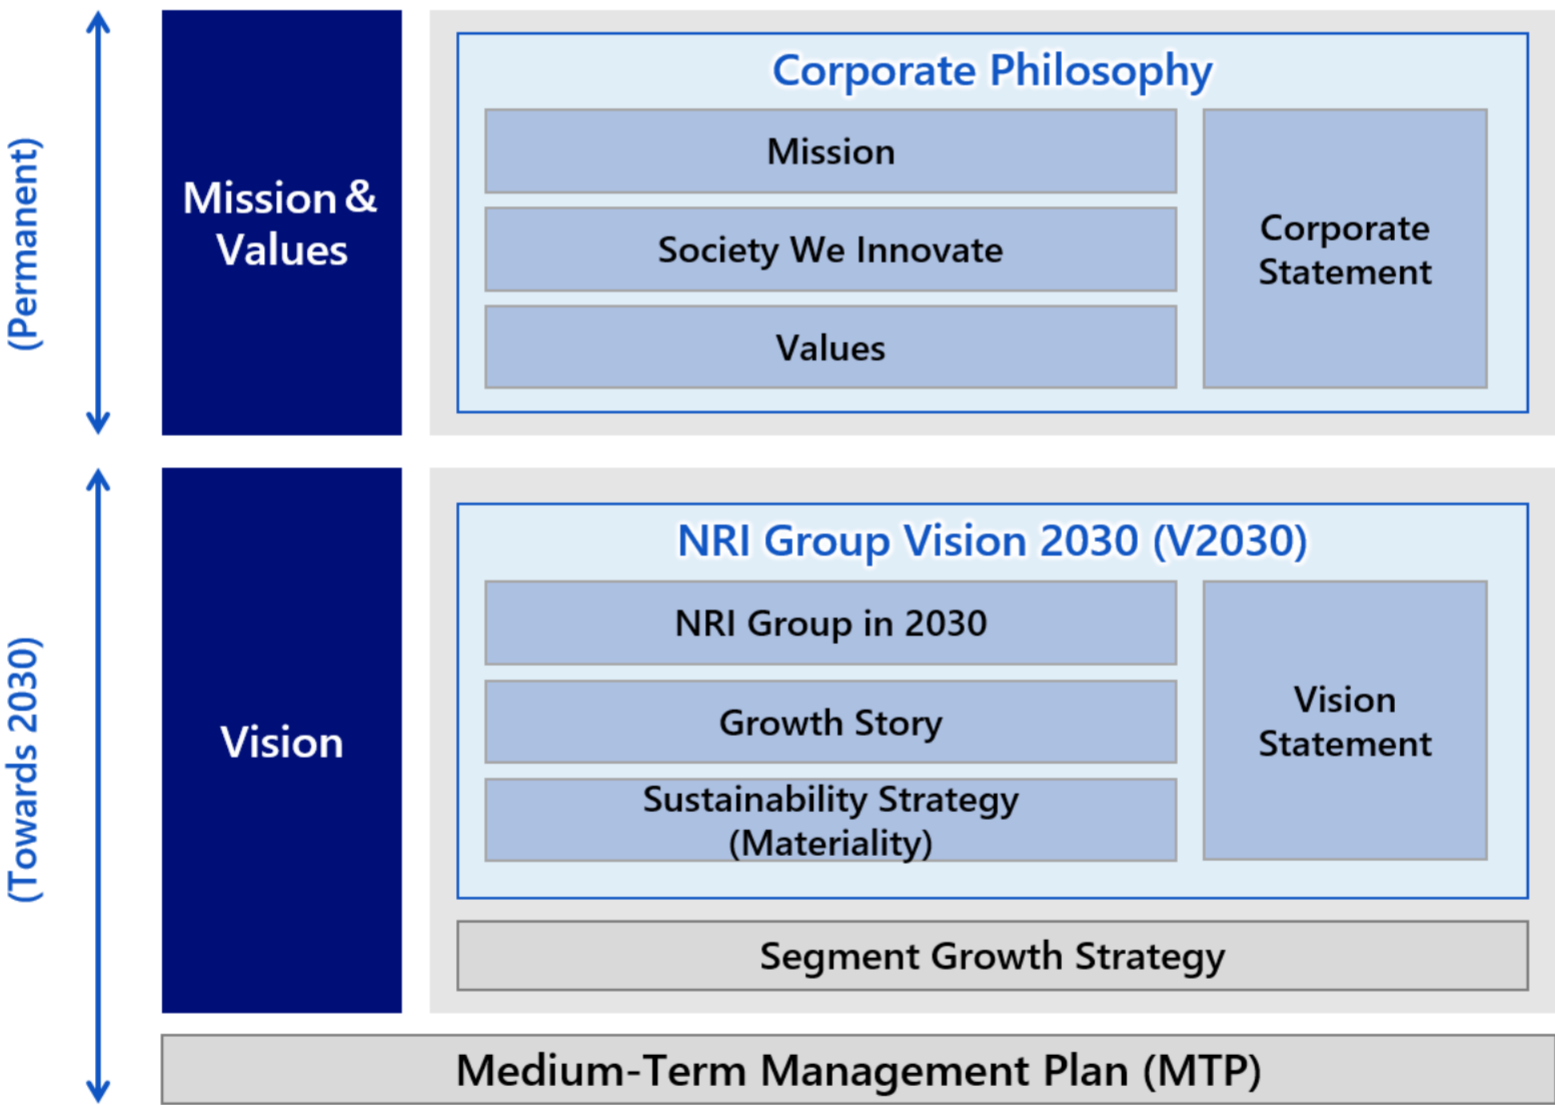 (Permanent)
Mission &
Values
Corporate Philosophy
Mission
Society We Innovate
Values
Corporate
Statement
(Towards 2030)
Vision
NRI Group Vision 2030 (V2030)
NRI Group in 2030
Growth Story
Sustainability Strategy
(Materiality)
Vision
Statement
Segment Growth Strategy
Medium-Term Management Plan (MTP)